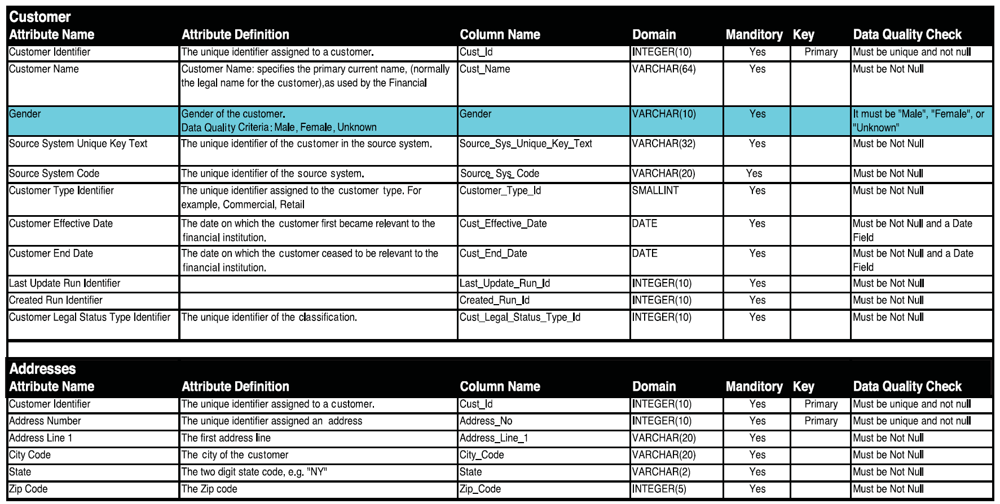 Customer
Attribute Name Attribute Definition Column Name Domain Manditory Key Data Quality Check
Customer Identifier The unique identifier assigned to a customer. Cust_Id INTEGER(10) Yes Primary Must be unique and not null
Customer Name Customer Name: specifies the primary current name, (normally Cust_Name VARCHAR(64) Yes Must be Not Null
the legal name for the customer),as used by the Financial
Gender Gender of the customer. Gender VARCHAR(10) Yes It must be "Male", "Female", or
Data Quality Criteria: Male, Female, Unknown "Unknown"
Source System Unique Key Text The unique identifier of the customer in the source system. Source_Sys_Unique_Key_Text VARCHAR(32) Yes Must be Not Null
Source System Code The unique identifier of the source system. Source_Sys_Code VARCHAR(20) Yes Must be Not Null
Customer Type Identifier The unique identifier assigned to the customer type. For Customer_Type_Id SMALLINT Yes Must be Not Null
example, Commercial, Retail
Customer Effective Date The date on which the customer first became relevant to the Cust_Effective_Date DATE Yes Must be Not Null and a Date
financial institution. Field
Customer End Date The date on which the customer ceased to be relevant to the Cust_End_Date DATE Yes Must be Not Null and a Date
financial institution. Field
Last Update Run Identifier Last_Update_Run_Id INTEGER(10) Yes Must be Not Null
Created Run Identifier Created_Run_Id INTEGER(10) Yes Must be Not Null
Customer Legal Status Type Identifier The unique identifier of the classification. Cust_Legal_Status_Type_Id INTEGER(10) Yes Must be Not Null
Addresses
Attribute Name Attribute Definition Column Name Domain Manditory Key Data Quality Check
Customer Identifier The unique identifier assigned to a customer. Cust_Id INTEGER(10) Yes Primary Must be unique and not null
Address Number The unique identifier assigned an address Address_No INTEGER(10) Yes Primary Must be unique and not null
Address Line 1 The first address line Address_Line_1 VARCHAR(20) Yes Must be Not Null
City Code The city of the customer City_Code VARCHAR(20) Yes Must be Not Null
State The two digit state code, e.g. "NY" State VARCHAR(2) Yes Must be Not Null
Zip Code The Zip code Zip_Code INTEGER(5) Yes Must be Not Null